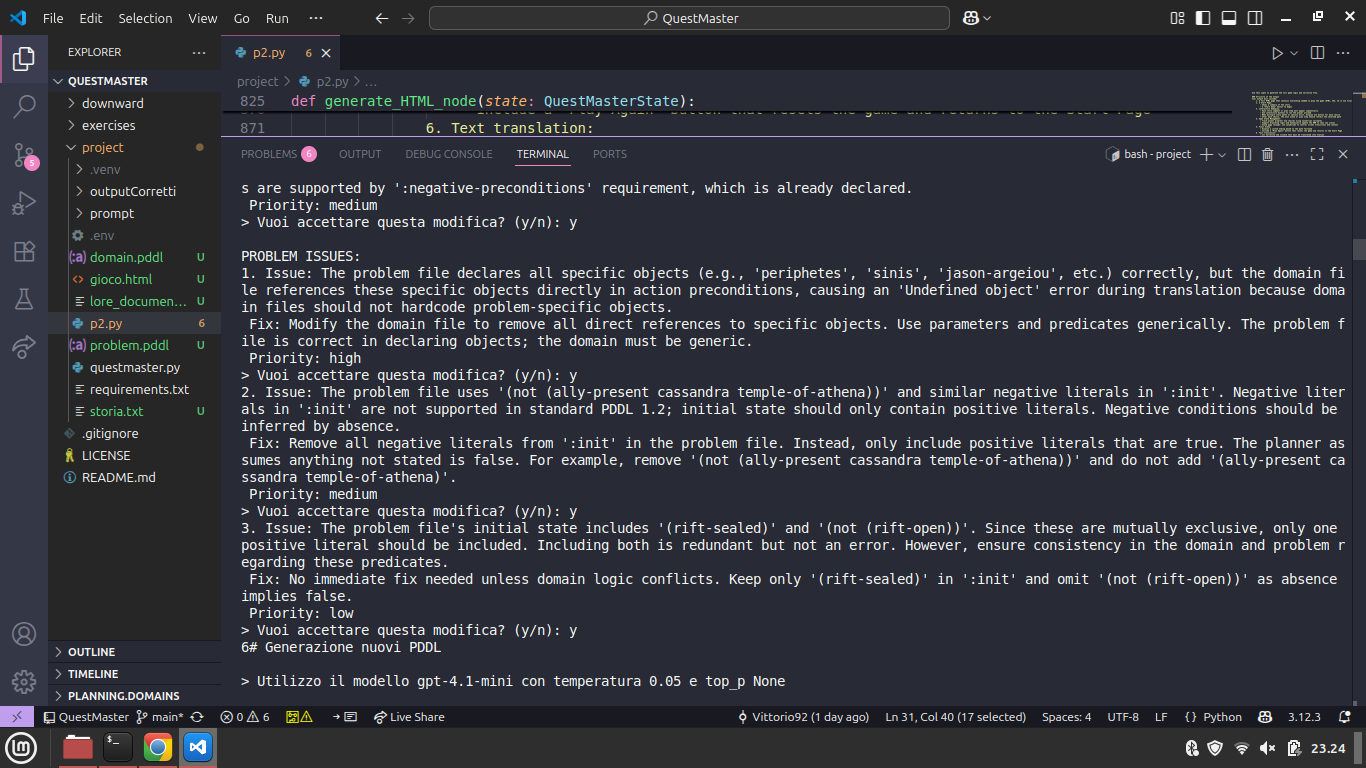 File Edit Selection View Go Run ··· QuestMaster
EXPLORER ···
QUESTMASTER
downward
exercises
project
.venv
outputCorretti
prompt
.env
domain.pddl U
gioco.html U
lore_documen... U
p2.py 6
problem.pddl U
questmaster.py
requirements.txt
storia.txt U
.gitignore
LICENSE
README.md
OUTLINE
TIMELINE
PLANNING.DOMAINS
5
p2.py 6
project > p2.py > ...
825 def generate_HTML_node(state: QuestMasterState):
871 6. Text translation:
PROBLEMS 6 OUTPUT DEBUG CONSOLE TERMINAL PORTS
bash - project
s are supported by ':negative-preconditions' requirement, which is already declared.
Priority: medium
> Vuoi accettare questa modifica? (y/n): y
PROBLEM ISSUES:
1. Issue: The problem file declares all specific objects (e.g., 'periphetes', 'sinis', 'jason-argeiou', etc.) correctly, but the domain fi
le references these specific objects directly in action preconditions, causing an 'Undefined object' error during translation because doma
in files should not hardcode problem-specific objects.
Fix: Modify the domain file to remove all direct references to specific objects. Use parameters and predicates generically. The problem f
ile is correct in declaring objects; the domain must be generic.
Priority: high
> Vuoi accettare questa modifica? (y/n): y
2. Issue: The problem file uses '(not (ally-present cassandra temple-of-athena))' and similar negative literals in ':init'. Negative liter
als in ':init' are not supported in standard PDDL 1.2; initial state should only contain positive literals. Negative conditions should be
inferred by absence.
Fix: Remove all negative literals from ':init' in the problem file. Instead, only include positive literals that are true. The planner as
sumes anything not stated is false. For example, remove '(not (ally-present cassandra temple-of-athena))' and do not add '(ally-present ca
ssandra temple-of-athena)'.
Priority: medium
> Vuoi accettare questa modifica? (y/n): y
3. Issue: The problem file's initial state includes '(rift-sealed)' and '(not (rift-open))'. Since these are mutually exclusive, only one
positive literal should be included. Including both is redundant but not an error. However, ensure consistency in the domain and problem r
egarding these predicates.
Fix: No immediate fix needed unless domain logic conflicts. Keep only '(rift-sealed)' in ':init' and omit '(not (rift-open))' as absence
implies false.
Priority: low
> Vuoi accettare questa modifica? (y/n): y
6# Generazione nuovi PDDL
> Utilizzo il modello gpt-4.1-mini con temperatura 0.05 e top_p None
QuestMaster main* 0 6 Live Share Vittorio92 (1 day ago) Ln 31, Col 40 (17 selected) Spaces: 4 UTF-8 LF {} Python 3.12.3
23.24